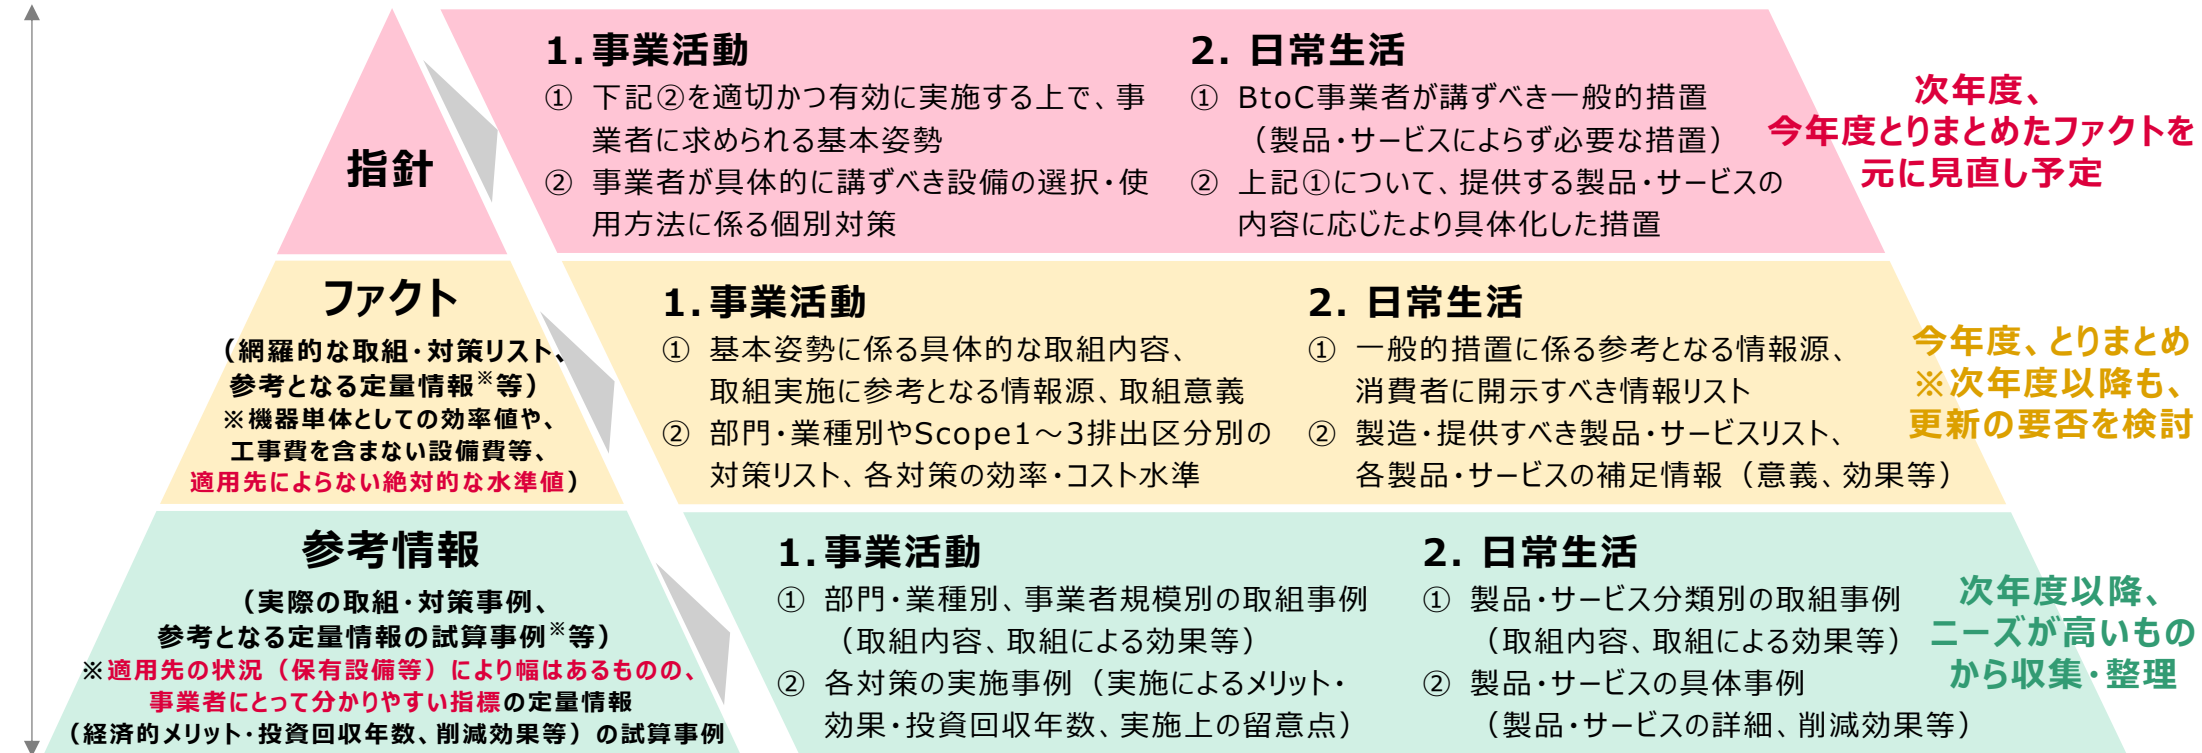 指針
1.事業活動
① 下記②を適切かつ有効に実施する上で、事
業者に求められる基本姿勢
② 事業者が具体的に講ずべき設備の選択・使
用方法に係る個別対策
2. 日常生活
① BtoC事業者が講ずべき一般的措置
（製品・サービスによらず必要な措置）
② 上記①について、提供する製品・サービスの
内容に応じたより具体化した措置
次年度、
今年度とりまとめたファクトを
元に見直し予定
ファクト
（網羅的な取組・対策リスト、
参考となる定量情報※等）
※機器単体としての効率値や、
工事費を含まない設備費等、
適用先によらない絶対的な水準値）
1.事業活動
① 基本姿勢に係る具体的な取組内容、
取組実施に参考となる情報源、取組意義
② 部門・業種別やScope1～3排出区分別の
対策リスト、各対策の効率・コスト水準
2. 日常生活
① 一般的措置に係る参考となる情報源、
消費者に開示すべき情報リスト
② 製造・提供すべき製品・サービスリスト、
各製品・サービスの補足情報（意義、効果等）
今年度、とりまとめ
※次年度以降も、
更新の要否を検討
参考情報
（実際の取組・対策事例、
参考となる定量情報の試算事例※等）
※適用先の状況（保有設備等）により幅はあるものの、
事業者にとって分かりやすい指標の定量情報
（経済的メリット・投資回収年数、削減効果等）の試算事例
1.事業活動
① 部門・業種別、事業者規模別の取組事例
（取組内容、取組による効果等）
② 各対策の実施事例（実施によるメリット・
効果・投資回収年数、実施上の留意点）
2. 日常生活
① 製品・サービス分類別の取組事例
（取組内容、取組による効果等）
② 製品・サービスの具体事例
（製品・サービスの詳細、削減効果等）
次年度以降、
ニーズが高いもの
から収集・整理